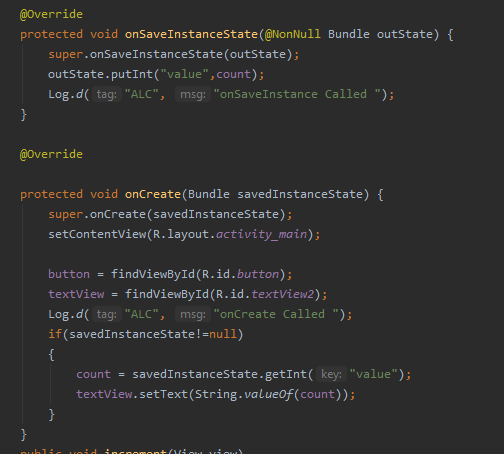 @Override
protected void onSaveInstanceState(@NonNull Bundle outState) {
super.onSaveInstanceState(outState);
outState.putInt("value",count);
Log.d( tag: "ALC", msg: "onSaveInstance Called ");
}
@Override
protected void onCreate(Bundle savedInstanceState) {
super.onCreate(savedInstanceState);
setContentView(R.layout.activity_main);
button = findViewById(R.id.button);
textView = findViewById(R.id.textView2);
Log.d( tag: "ALC", msg: "onCreate Called ");
if(savedInstanceState!=null)
{
count = savedInstanceState.getInt( key: "value");
textView.setText(String.valueOf(count));
}
}
public void increment(View view)